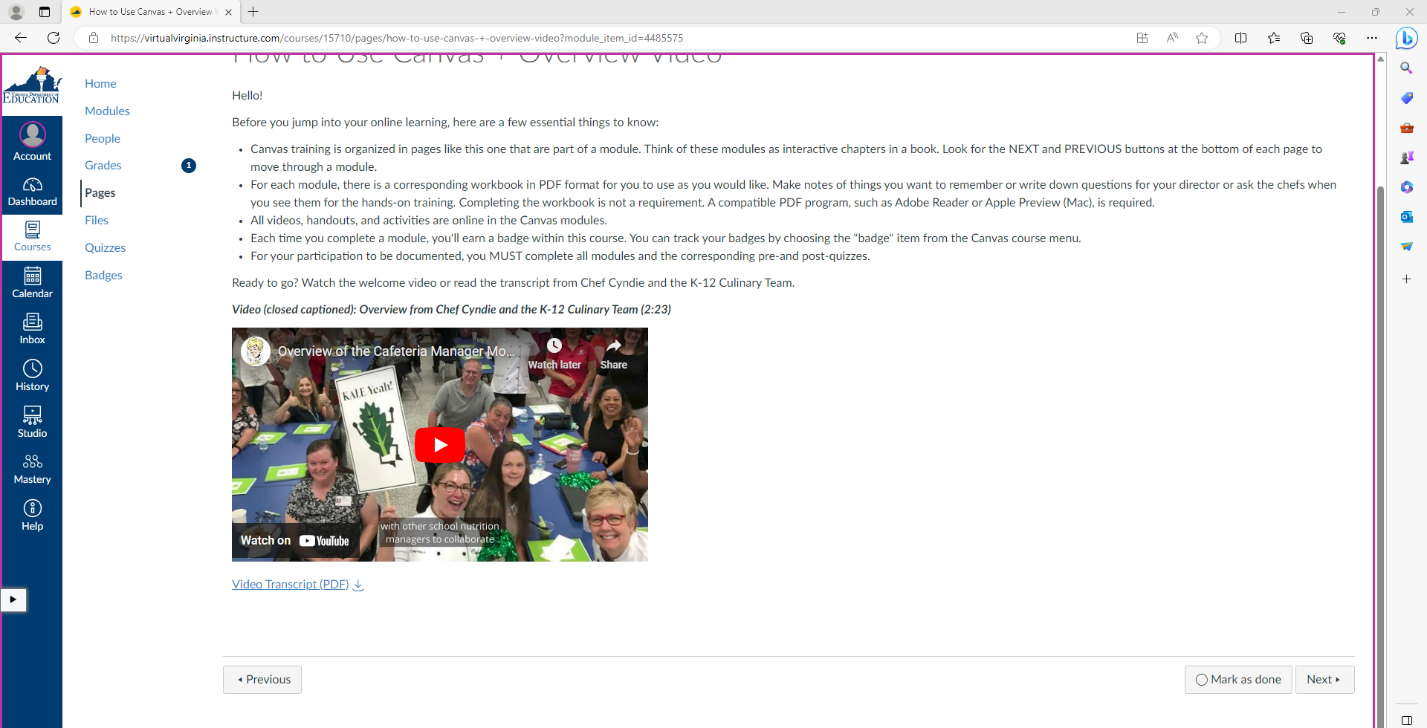 How to Use Canvas + Overview
https://virtualvirginia.instructure.com/courses/15710/pages/how-to-use-canvas-+-overview-video?module_item_id=4485575
How to Use Canvas + Overview Video
EDUCATION
Account
Dashboard
Courses
Calendar
Inbox
History
Studio
Mastery
Help
Home
Modules
People
Grades
1
Pages
Files
Quizzes
Badges
Hello!
Before you jump into your online learning, here are a few essential things to know:
• Canvas training is organized in pages like this one that are part of a module. Think of these modules as interactive chapters in a book. Look for the NEXT and PREVIOUS buttons at the bottom of each page to
move through a module.
• For each module, there is a corresponding workbook in PDF format for you to use as you would like. Make notes of things you want to remember or write down questions for your director or ask the chefs when
you see them for the hands-on training. Completing the workbook is not a requirement. A compatible PDF program, such as Adobe Reader or Apple Preview (Mac), is required.
• All videos, handouts, and activities are online in the Canvas modules.
• Each time you complete a module, you'll earn a badge within this course. You can track your badges by choosing the "badge" item from the Canvas course menu.
• For your participation to be documented, you MUST complete all modules and the corresponding pre-and post-quizzes.
Ready to go? Watch the welcome video or read the transcript from Chef Cyndie and the K-12 Culinary Team.
Video (closed captioned): Overview from Chef Cyndie and the K-12 Culinary Team (2:23)
Overview of the Cafeteria Manager Mo...
Watch later
Share
KALE Yeah!
with other school nutrition
managers to collaborate
Watch on YouTube
Video Transcript (PDF)
Previous
Mark as done
Next